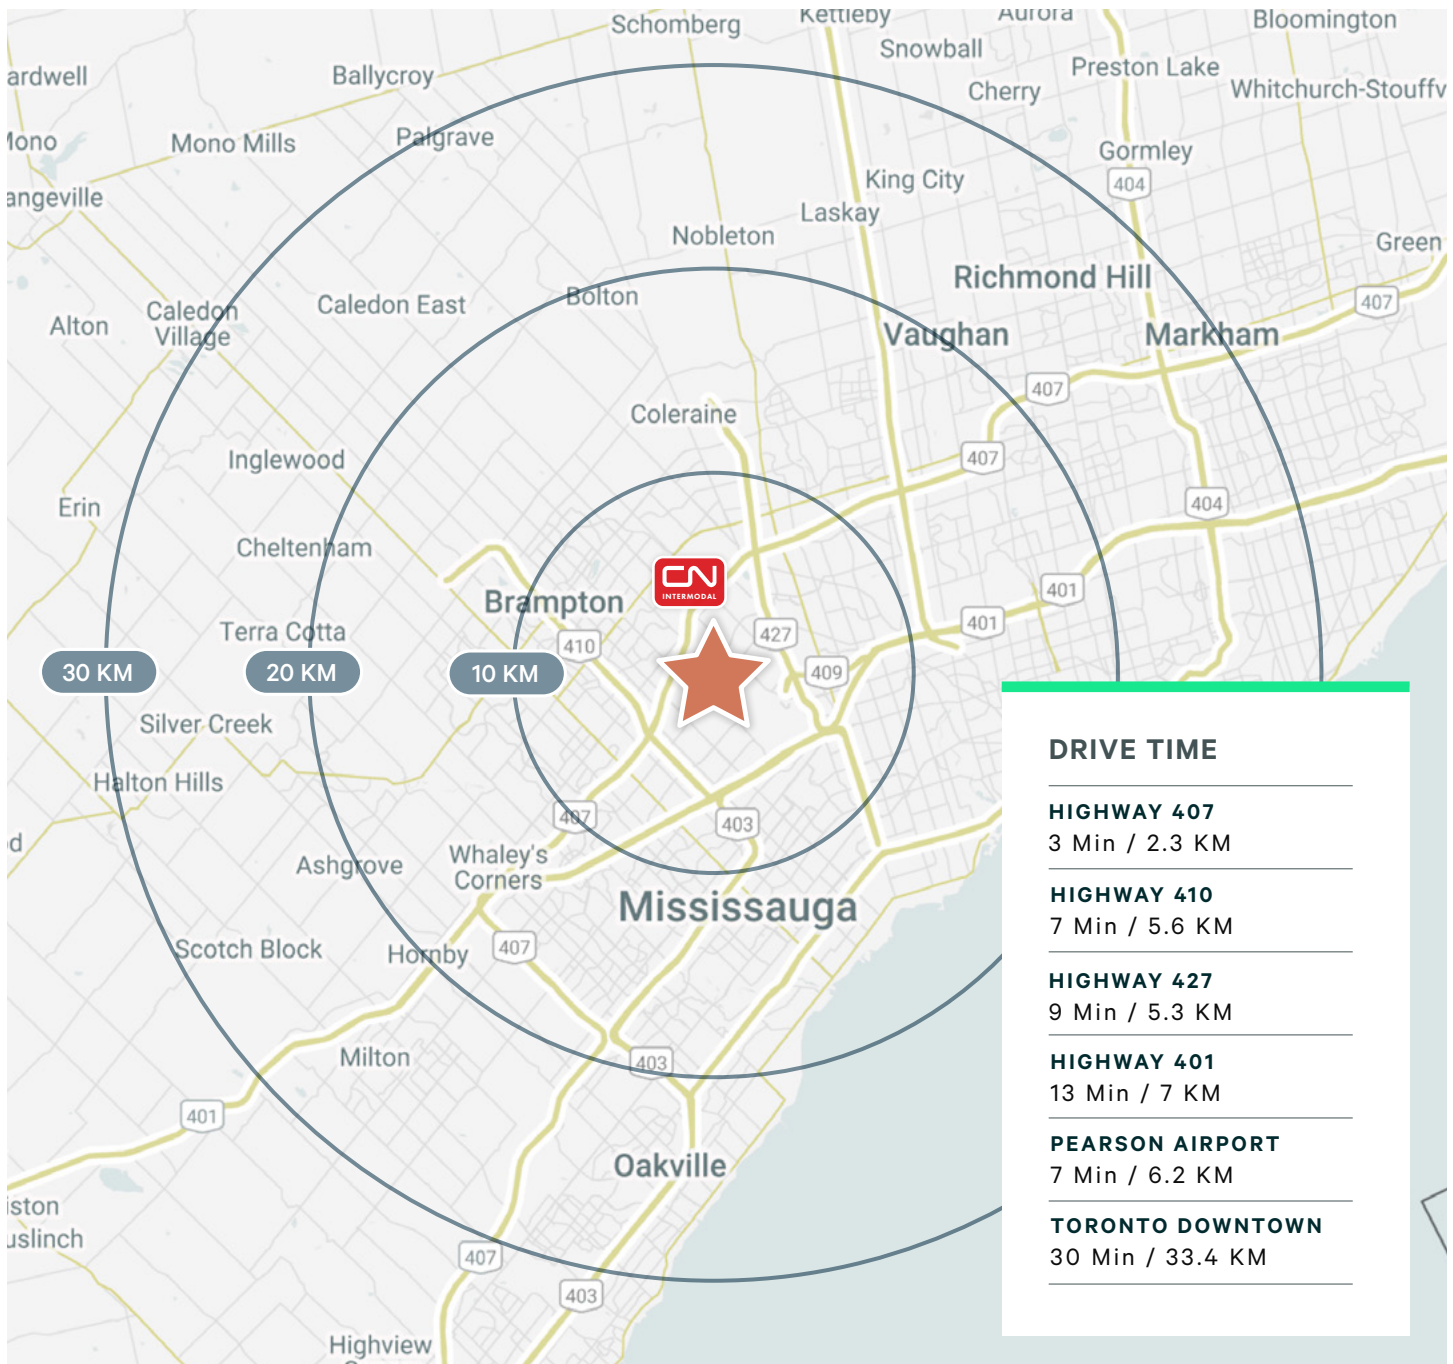 Schomberg
Kettleby
Aurora
Bloomington
Snowball
ardwell
Ballycroy
Preston Lake
Cherry
Whitchurch-Stouffv
Mono Mills
Palgrave
Gormley
404
King City
angeville
Laskay
Nobleton
Green
Richmond Hill
Bolton
Caledon East
407
Caledon
Village
Alton
Vaughan
Markham
407
Coleraine
Inglewood
407
Erin
404
Cheltenham
CN
INTERMODAL
401
Brampton
401
Terra Cotta
410
427
30 KM
20 KM
10 KM
409
Silver Creek
Halton Hills
407
403
Whaley's
Corners
Ashgrove
Mississauga
Scotch Block
Hornby
407
Milton
403
401
Oakville
iston
uslinch
407
403
Highview
DRIVE TIME
HIGHWAY 407
3 Min / 2.3 KM
HIGHWAY 410
7 Min / 5.6 KM
HIGHWAY 427
9 Min / 5.3 KM
HIGHWAY 401
13 Min / 7 KM
PEARSON AIRPORT
7 Min / 6.2 KM
TORONTO DOWNTOWN
30 Min / 33.4 KM